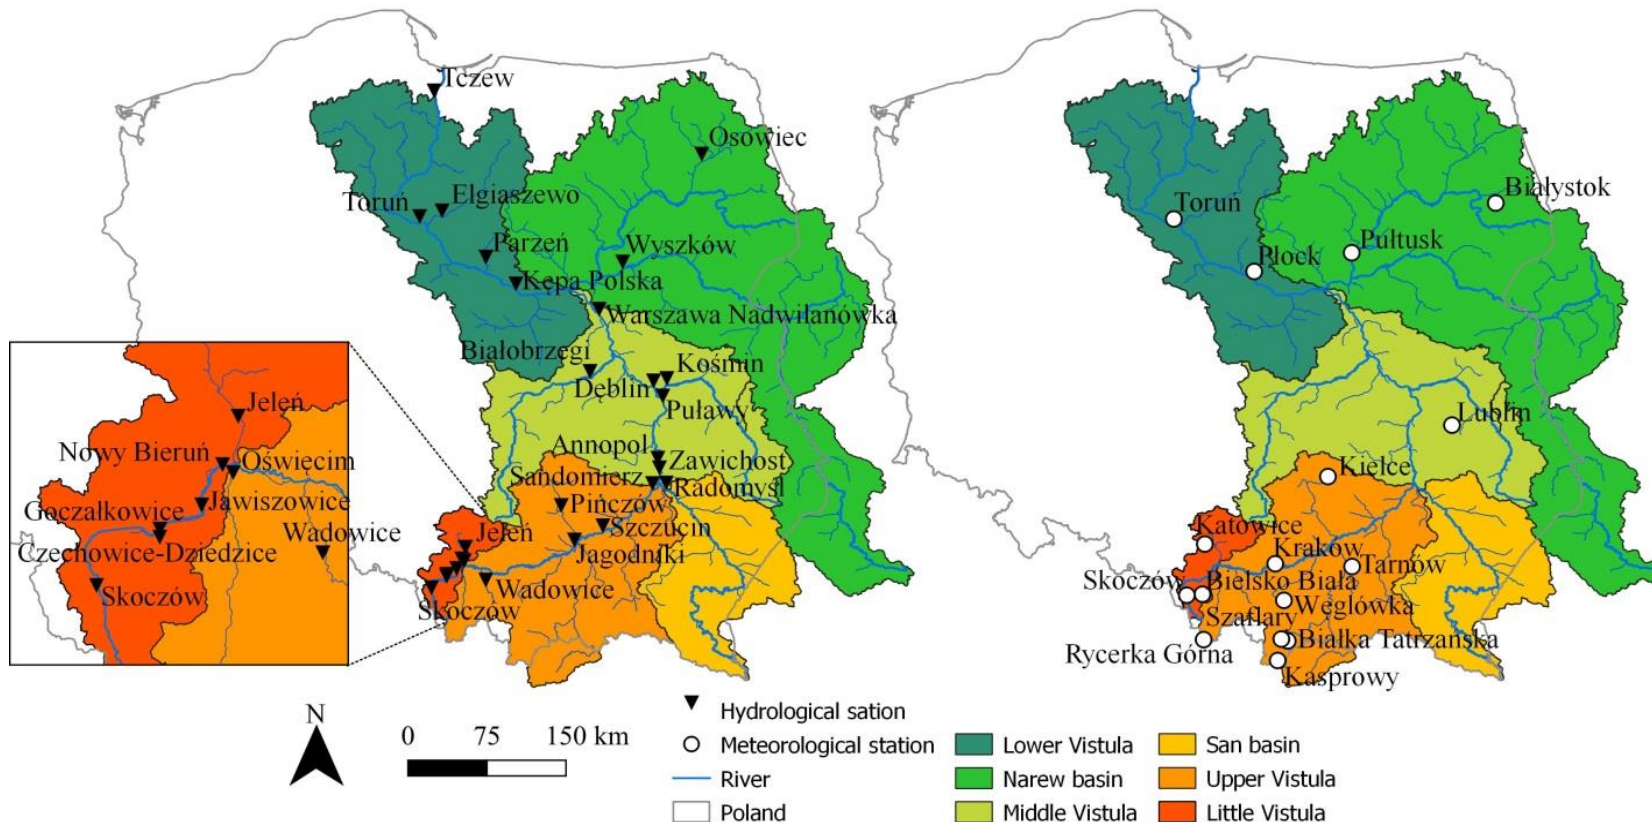 Tczew
Osowiec
Toruń
Elgiaszewo
Parzeń
Wyszków
Kępa Polska
Warszawa Nadwilanówka
Białobrzegi
Kośmin
Dęblin
Puławy
Annopol
Zawichost
Sandomierz
Radomyśl
Pińczów
Szczucin
Jeleń
Jagodniki
Wadowice
Skoczów
Jeleń
Nowy Bieruń
Oświęcim
Jawiszowice
Goczałkowice
Wadowice
Czechowice-Dziedzice
Skoczów
Toruń
Białystok
Pułtusk
Płock
Lublin
Kielce
Katowice
Kraków
Tarnów
Skoczów
Bielsko Biała
Węglówka
Szaflary
Białka Tatrzańska
Rycerka Górna
Kasprowy
N
0 75 150 km
Hydrological sation
Meteorological station
River
Poland
Lower Vistula
Narew basin
Middle Vistula
San basin
Upper Vistula
Little Vistula